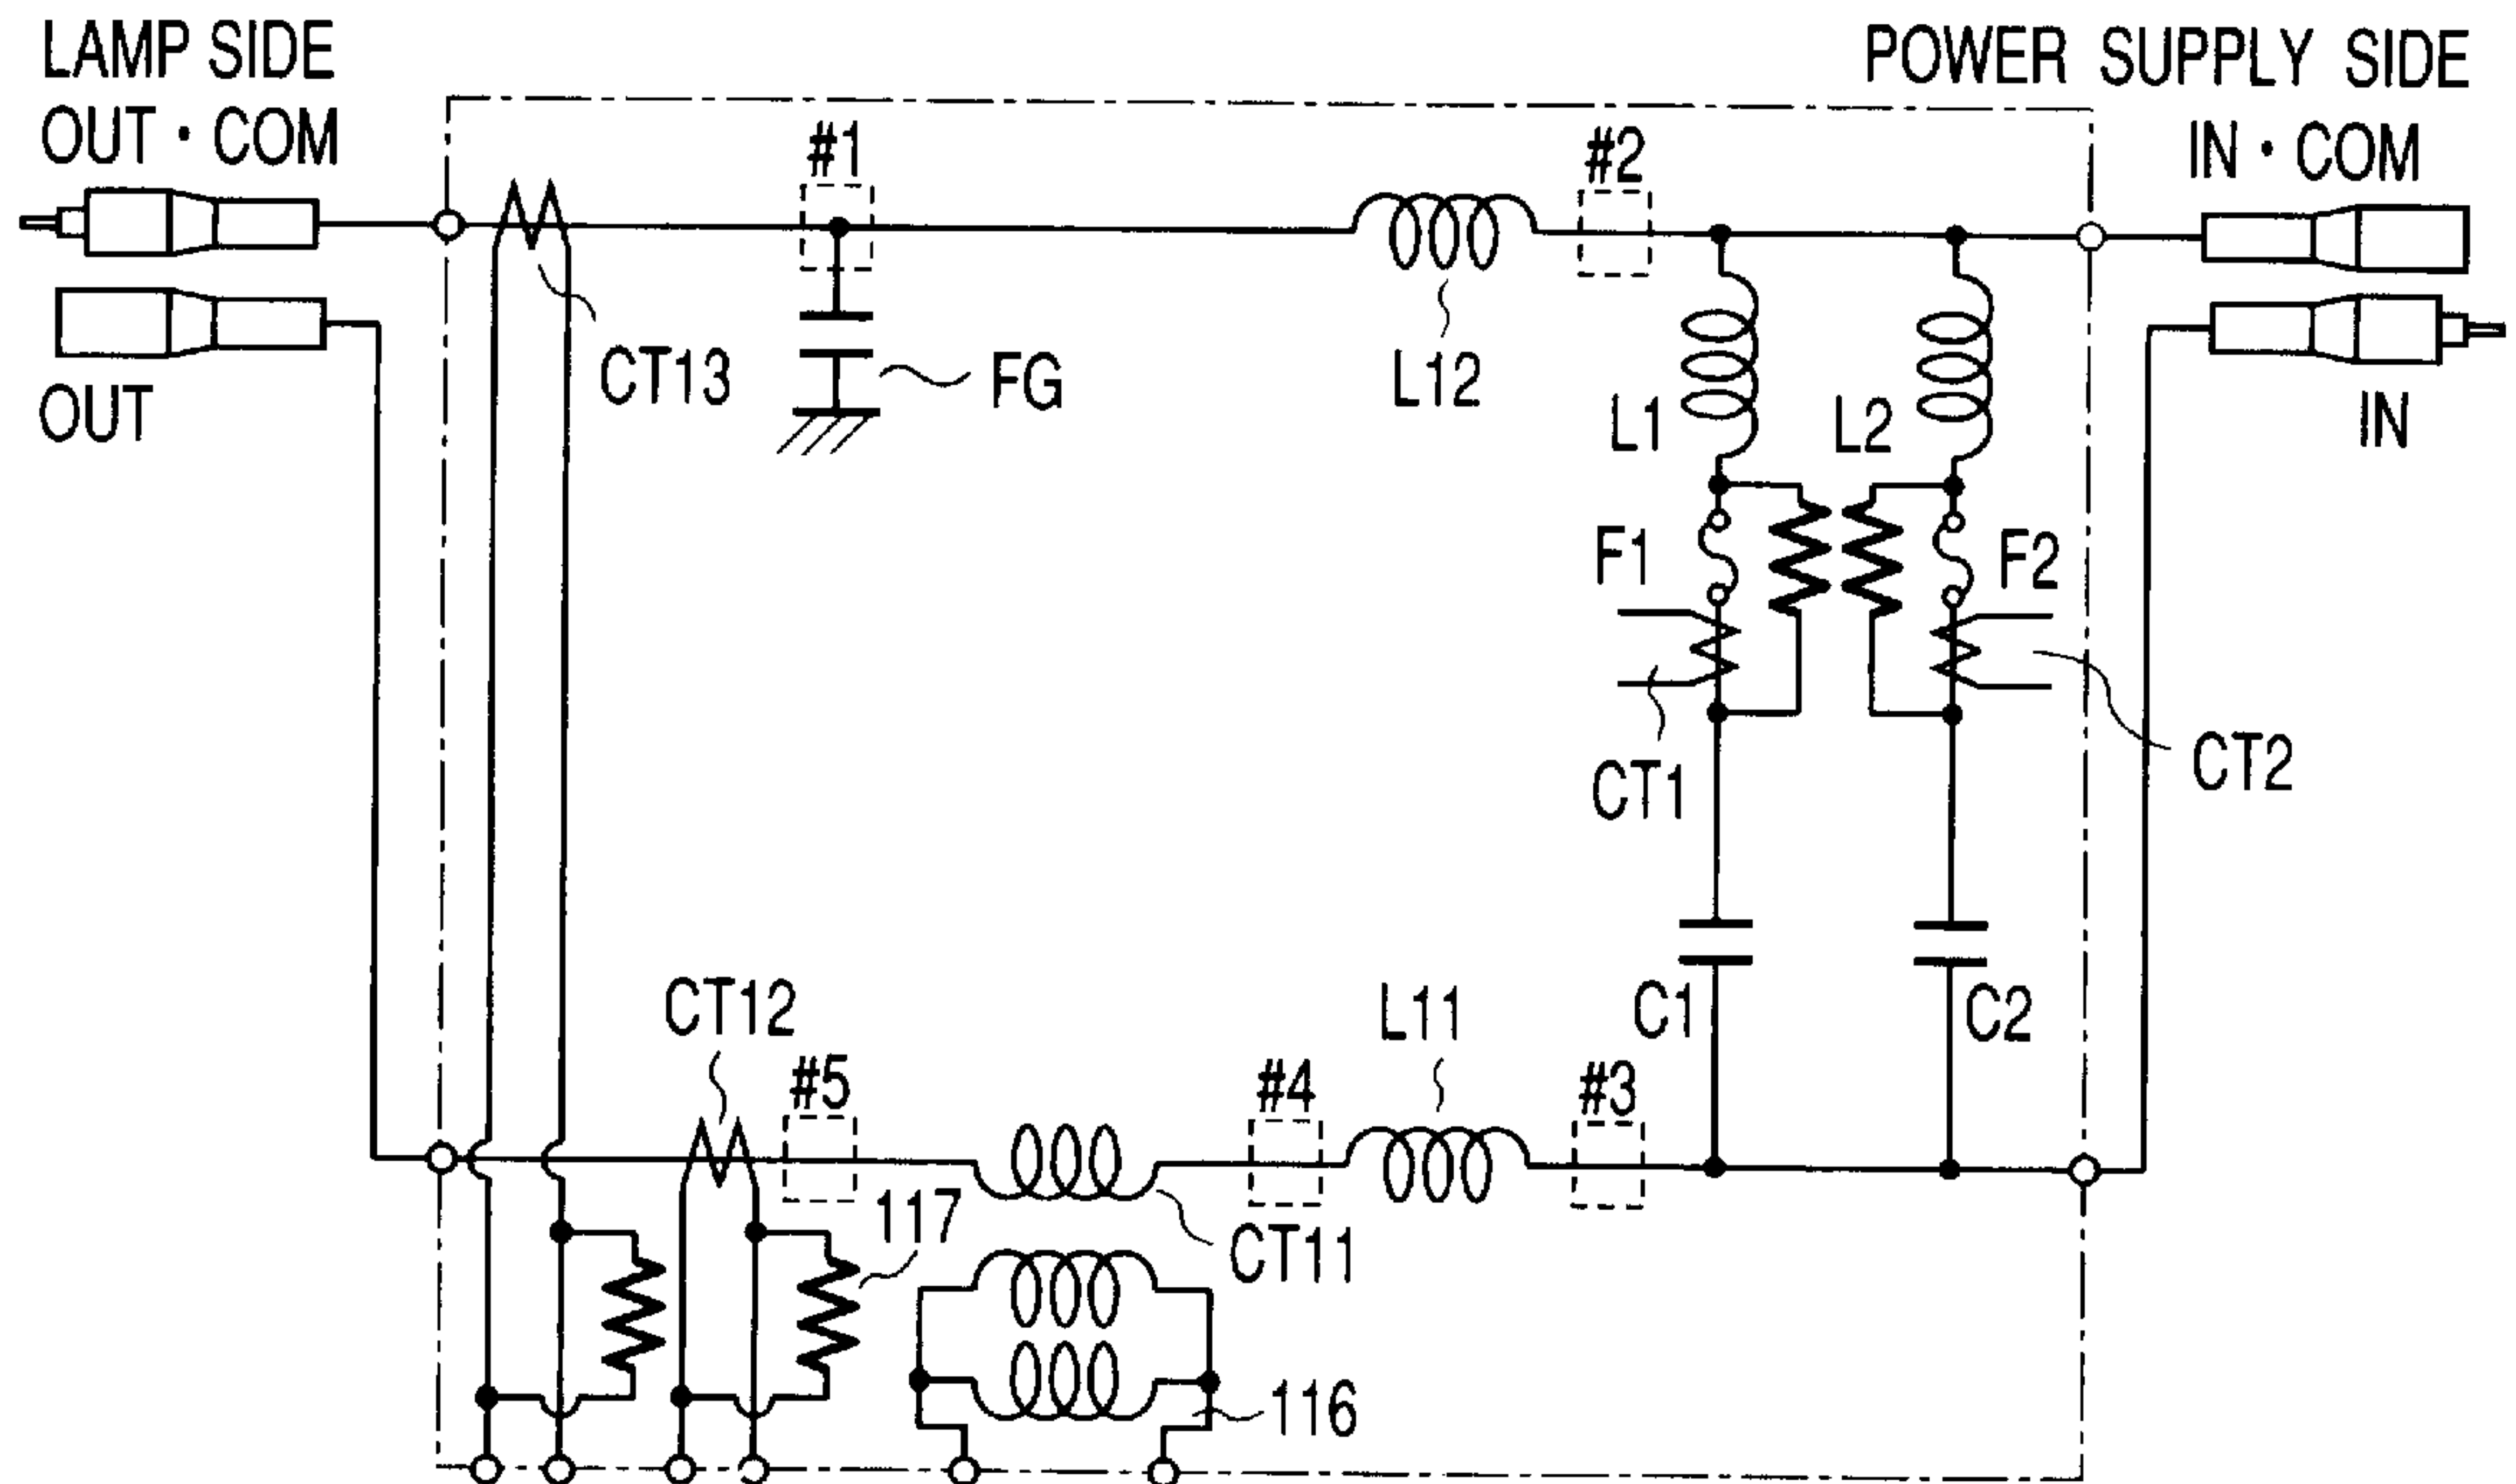 LAMP SIDE
POWER SUPPLY SIDE
OUT・COM
#1
#2
IN・COM
CT13
FG
L12
OUT
L1
L2
IN
F1
F2
CT1
CT2
CT12
L11
C1
C2
#5
#4
#3
117
CT11
116